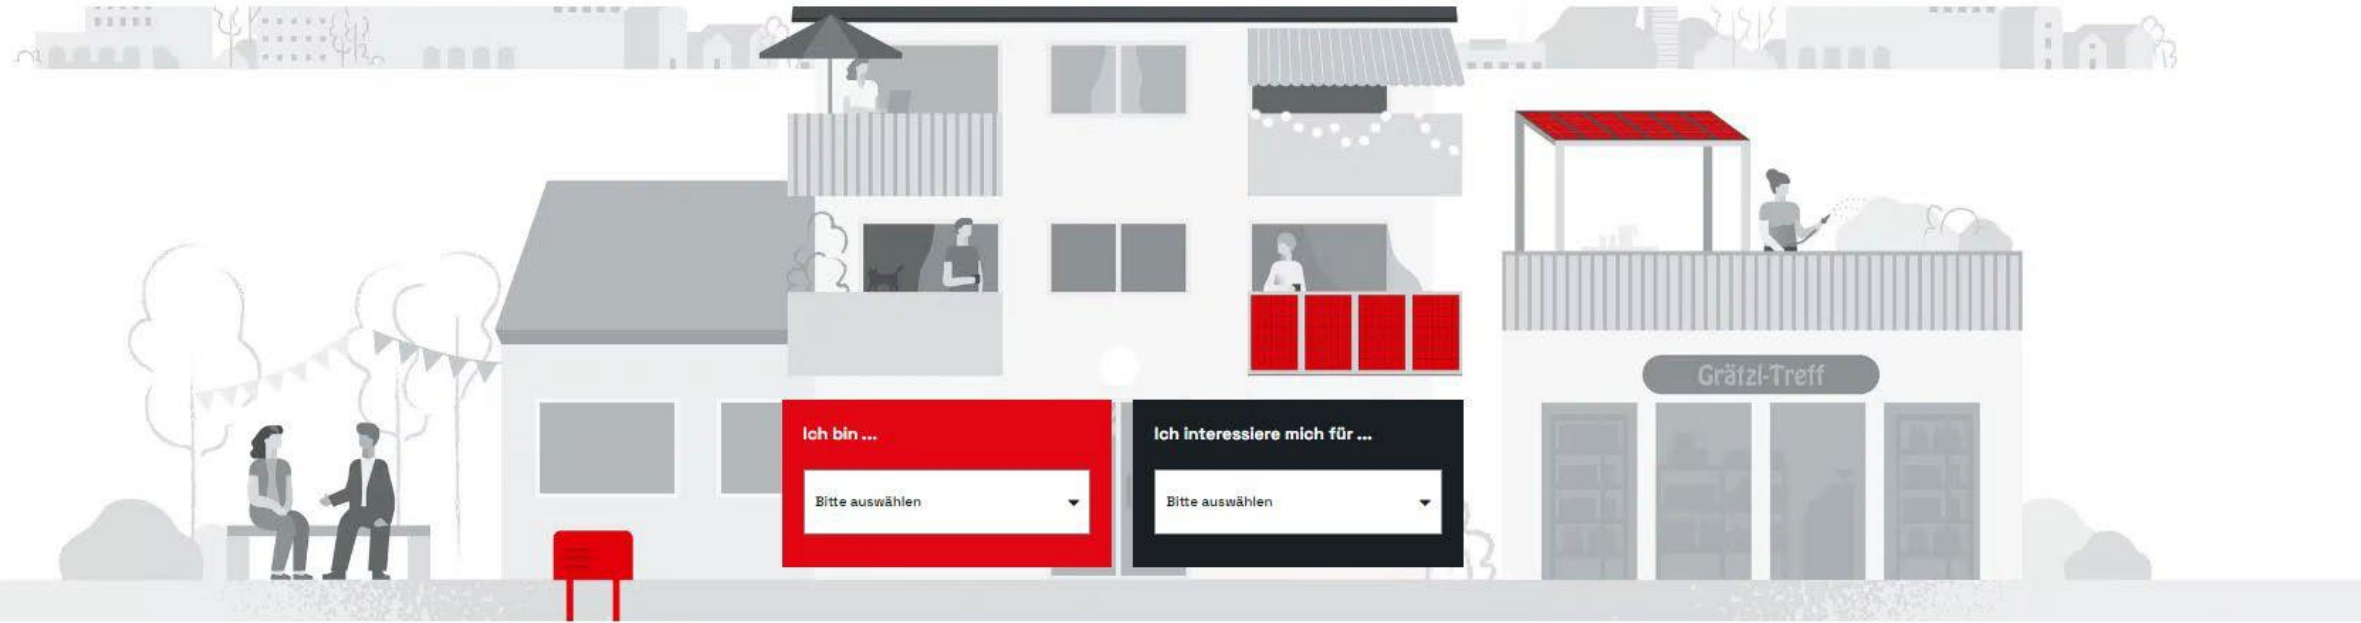 Grätzl-Treff
Ich bin ...
Bitte auswählen
Ich interessiere mich für ...
Bitte auswählen